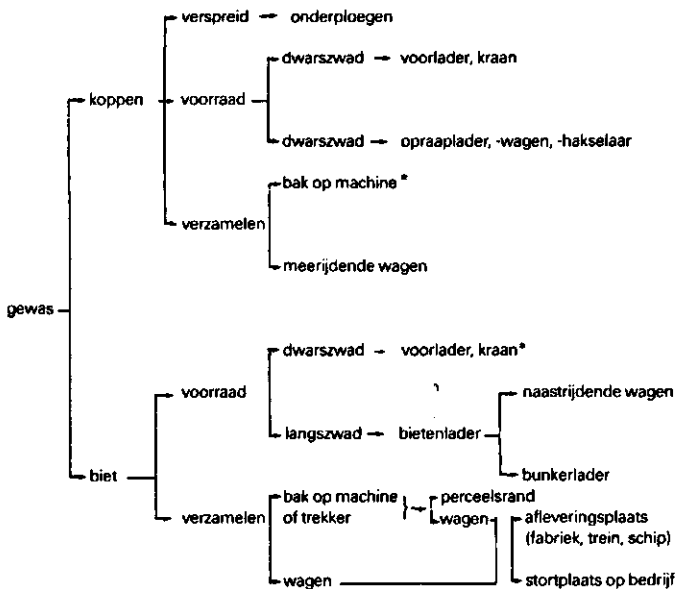 verspreid → onderploegen
dwarszwad → voorlader, kraan
koppen → voorraad
dwarszwad → opraaplader, -wagen, -hakselaar
bak op machine*
verzamelen
meerijdende wagen
gewas
dwarszwad → voorlader, kraan*
voorraad
naastrijdende wagen
langszwad → bietenlader
biet
bunkerlader
bak op machine } → perceelsrand
verzamelen of trekker wagen afleveringsplaats
(fabriek, trein, schip)
wagen stortplaats op bedrijf